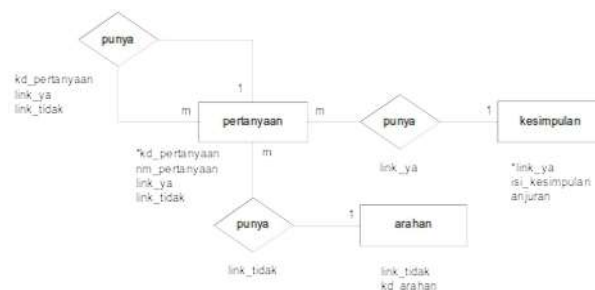 punya
kd_pertanyaan
link_ya
link_tidak
1
m
pertanyaan
m
punya
1
kesimpulan
*kd_pertanyaan
nm_pertanyaan
link_ya
link_tidak
m
link_ya
*link_ya
isi_kesimpulan
anjuran
punya
1
arahan
link_tidak
link_tidak
kd_arahan